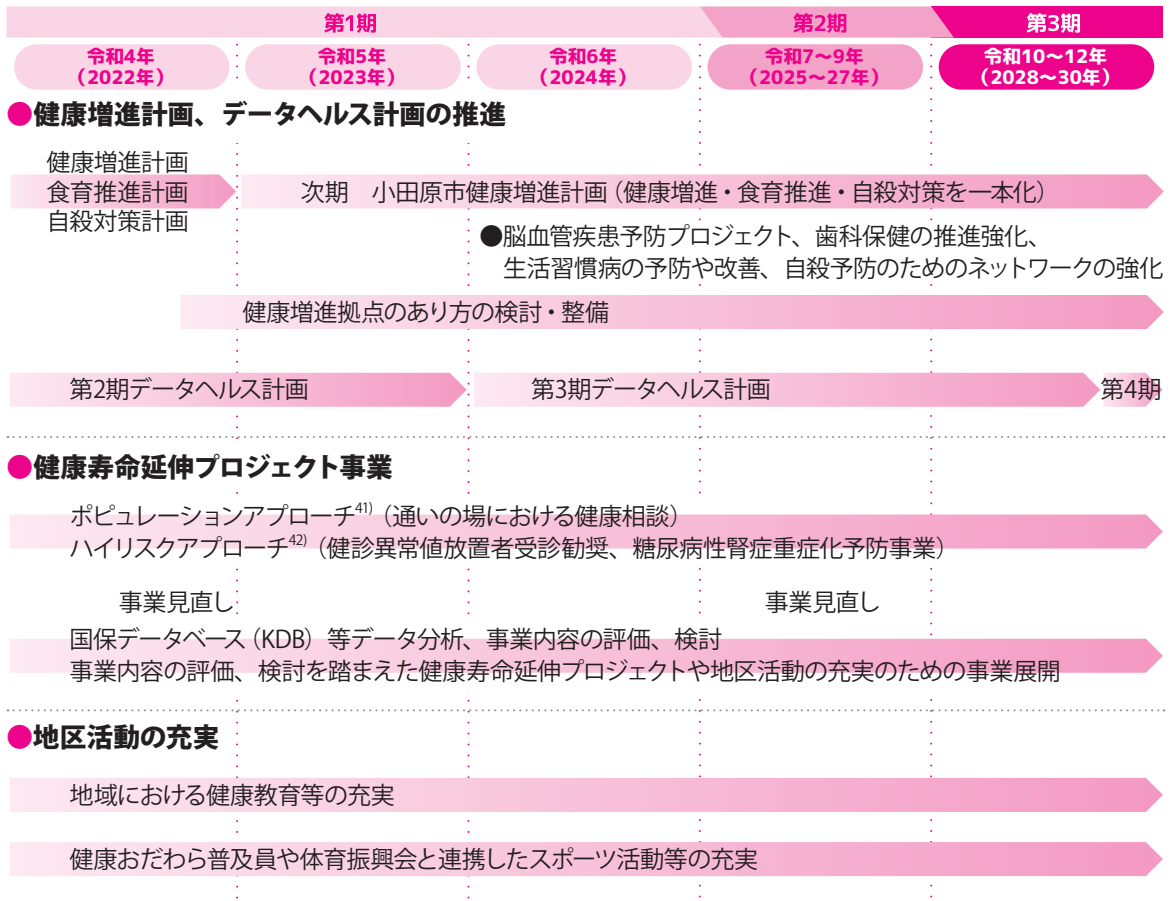 第1期 第2期 第3期
令和4年 令和5年 令和6年 令和7～9年 令和10～12年
（2022年） （2023年） （2024年） （2025～27年） （2028～30年）
●健康増進計画、データヘルス計画の推進
健康増進計画
食育推進計画 次期　小田原市健康増進計画（健康増進・食育推進・自殺対策を一本化）
自殺対策計画
●脳血管疾患予防プロジェクト、歯科保健の推進強化、
生活習慣病の予防や改善、自殺予防のためのネットワークの強化
健康増進拠点のあり方の検討・整備
第2期データヘルス計画 第3期データヘルス計画 第4期
●健康寿命延伸プロジェクト事業
ポピュレーションアプローチ41)（通いの場における健康相談）
ハイリスクアプローチ42)（健診異常値放置者受診勧奨、糖尿病性腎症重症化予防事業）
事業見直し 事業見直し
国保データベース（KDB）等データ分析、事業内容の評価、検討
事業内容の評価、検討を踏まえた健康寿命延伸プロジェクトや地区活動の充実のための事業展開
●地区活動の充実
地域における健康教育等の充実
健康おだわら普及員や体育振興会と連携したスポーツ活動等の充実